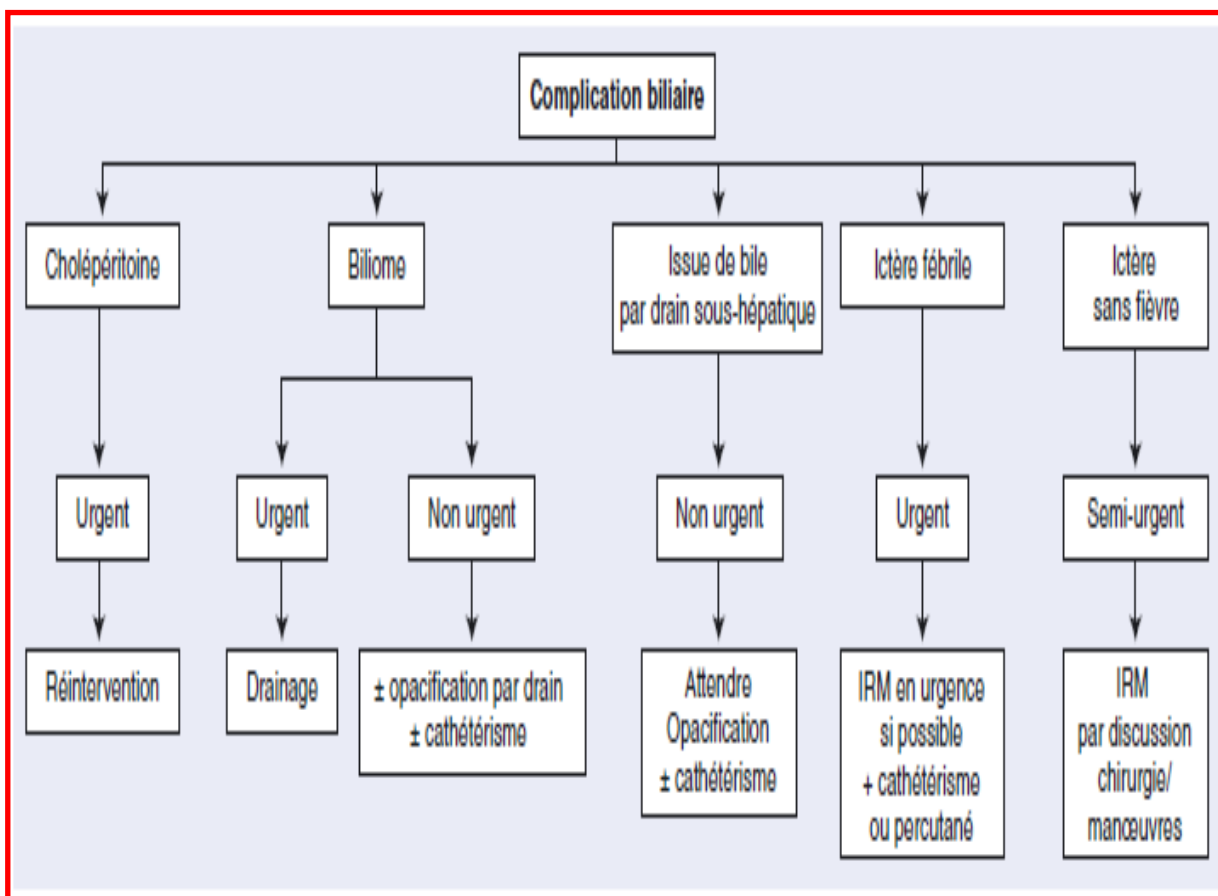 Complication biliaire
Cholépéritoine
Biliome
Issue de bile
par drain sous-hépatique
Ictère fébrile
Ictère
sans fièvre
Urgent
Urgent
Non urgent
Non urgent
Urgent
Semi-urgent
Réintervention
Drainage
± opacification par drain
± cathétérisme
Attendre
Opacification
± cathétérisme
IRM en urgence
si possible
+ cathétérisme
ou percutané
IRM
par discussion
chirurgie/
manœuvres